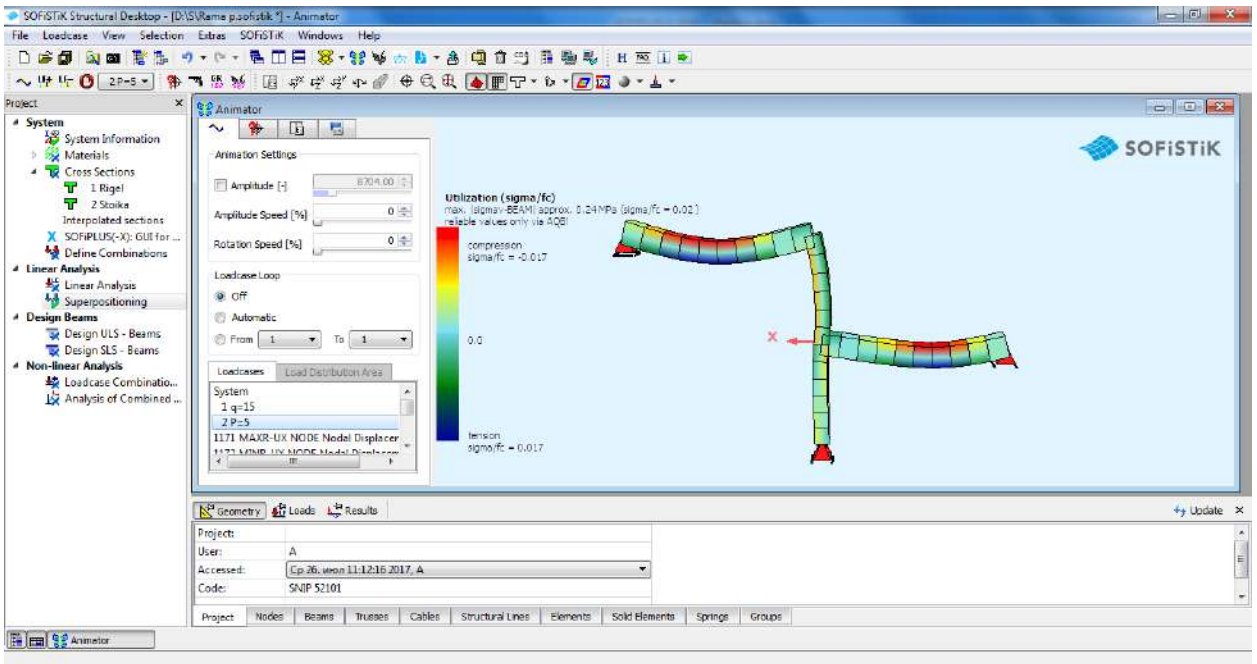 SOFiSTiK Structural Desktop - [D:\S\Rama p.sofistik *] - Animator
File Loadcase View Selection Extras SOFiSTiK Windows Help
2 P=5
Project
System
System Information
Materials
Cross Sections
1 Rigel
2 Stoika
Interpolated sections
SOFiPLUS(-X): GUI for ...
Define Combinations
Linear Analysis
Linear Analysis
Superpositioning
Design Beams
Design ULS - Beams
Design SLS - Beams
Non-linear Analysis
Loadcase Combinatio...
Analysis of Combined ...
Animator
Animation Settings
Amplitude [-] 8704.00
Amplitude Speed [%] 0
Rotation Speed [%] 0
Loadcase Loop
Off
Automatic
From 1 To 1
Loadcases Load Distribution Area
System
1 q=15
2 P=5
1171 MAXR-UX NODE Nodal Displacer
SOFiSTiK
Utilization (sigma/fc)
max. |sigmav-BEAM| approx. 0.24MPa (sigma/fc = 0.02 )
reliable values only via AQB!
compression
sigma/fc = -0.017
0.0
tension
sigma/fc = 0.017
X
Geometry Loads Results Update
Project:
User: A
Accessed: Ср 26. июл 11:12:16 2017, A
Code: SNIP 52101
Project Nodes Beams Trusses Cables Structural Lines Elements Solid Elements Springs Groups
Animator